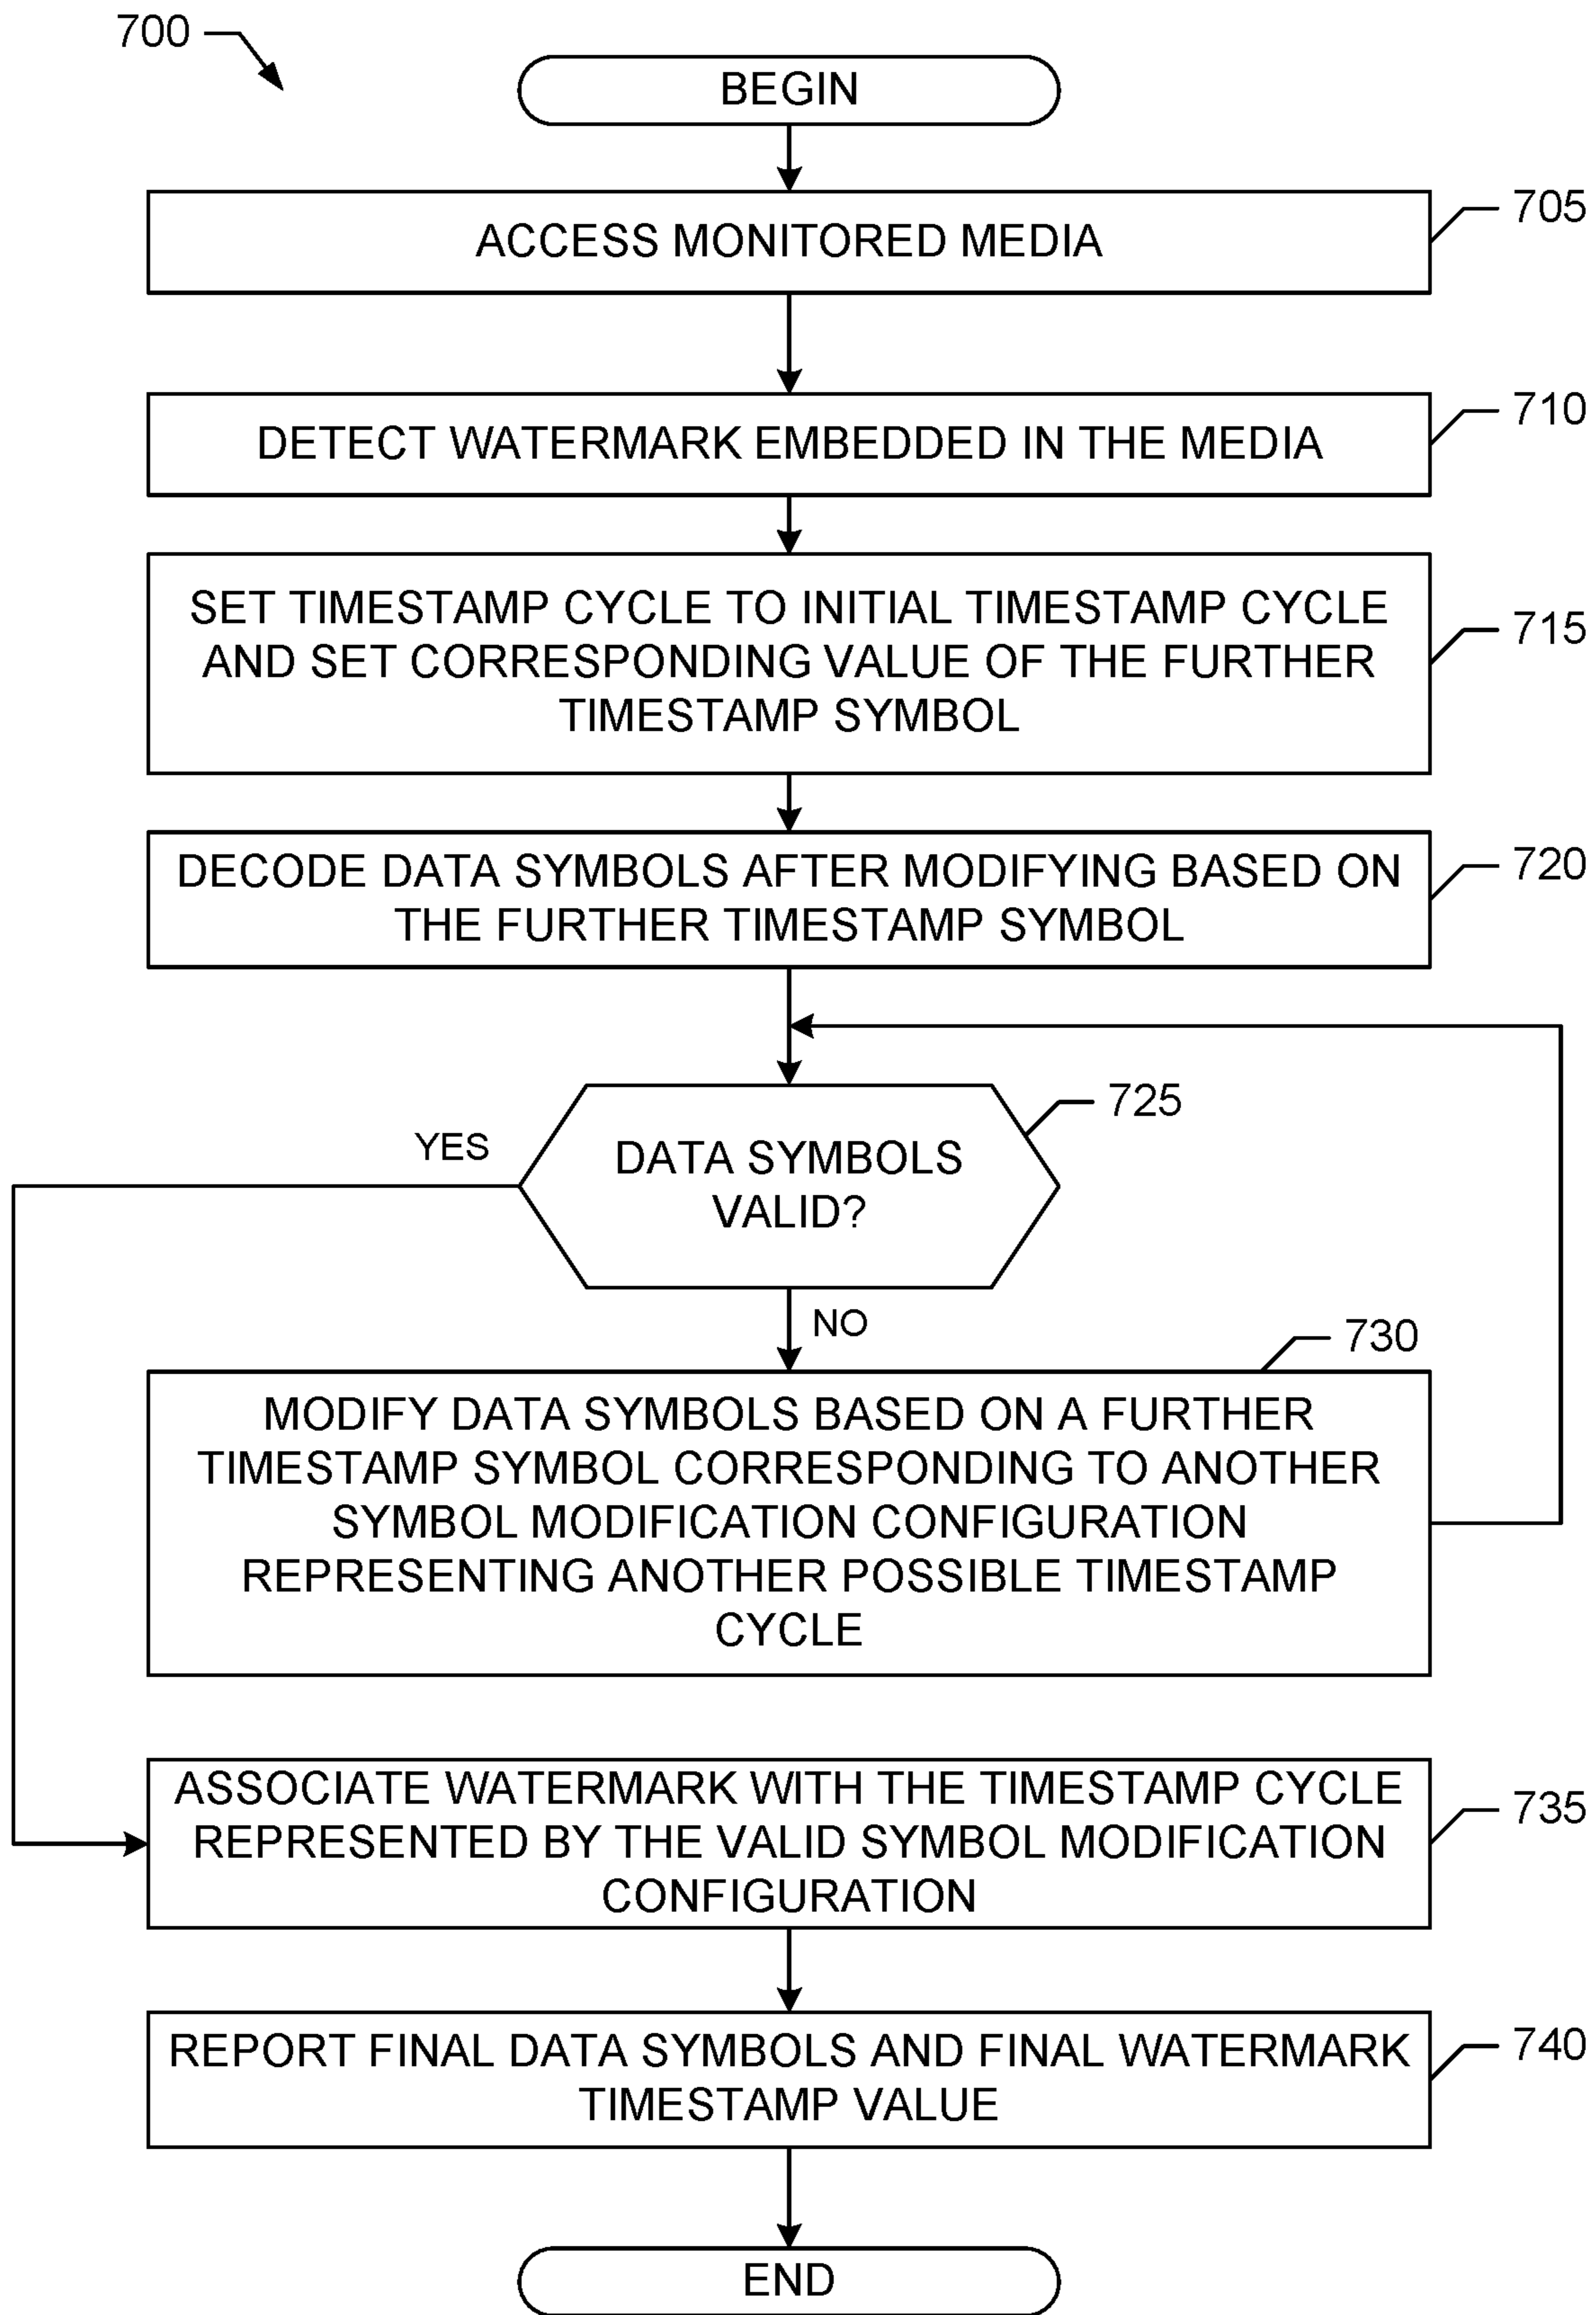 700
BEGIN
705
ACCESS MONITORED MEDIA
710
DETECT WATERMARK EMBEDDED IN THE MEDIA
SET TIMESTAMP CYCLE TO INITIAL TIMESTAMP CYCLE
AND SET CORRESPONDING VALUE OF THE FURTHER
TIMESTAMP SYMBOL
715
DECODE DATA SYMBOLS AFTER MODIFYING BASED ON
THE FURTHER TIMESTAMP SYMBOL
720
725
YES
DATA SYMBOLS
VALID?
NO
730
MODIFY DATA SYMBOLS BASED ON A FURTHER
TIMESTAMP SYMBOL CORRESPONDING TO ANOTHER
SYMBOL MODIFICATION CONFIGURATION
REPRESENTING ANOTHER POSSIBLE TIMESTAMP
CYCLE
ASSOCIATE WATERMARK WITH THE TIMESTAMP CYCLE
REPRESENTED BY THE VALID SYMBOL MODIFICATION
CONFIGURATION
735
REPORT FINAL DATA SYMBOLS AND FINAL WATERMARK
TIMESTAMP VALUE
740
END